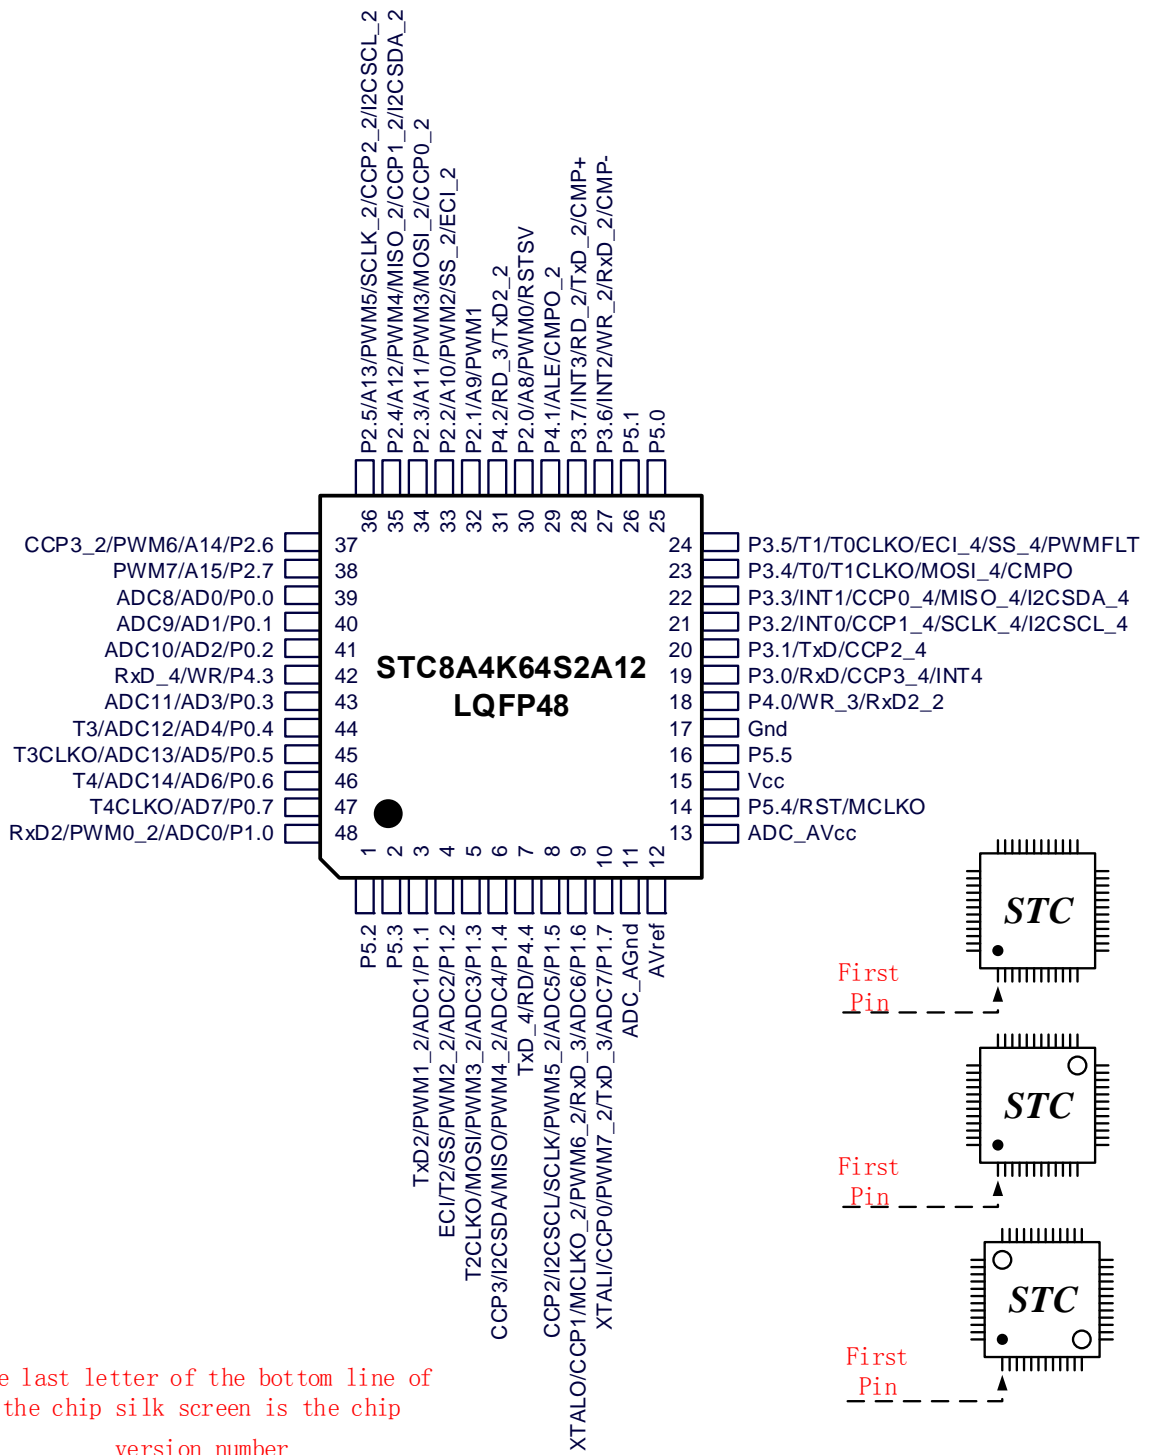 P2.5/A13/PWM5/SCLK_2/CCP2_2/I2CSCL_2
P2.4/A12/PWM4/MISO_2/CCP1_2/I2CSDA_2
P2.3/A11/PWM3/MOSI_2/CCP0_2
P2.2/A10/PWM2/SS_2/ECI_2
P2.1/A9/PWM1
P4.2/RD_3/TxD2_2
P2.0/A8/PWM0/RSTSV
P4.1/ALE/CMPO_2
P3.7/INT3/RD_2/TxD_2/CMP+
P3.6/INT2/WR_2/RxD_2/CMP-
P5.1
P5.0
36 35 34 33 32 31 30 29 28 27 26 25
CCP3_2/PWM6/A14/P2.6 37
PWM7/A15/P2.7 38
ADC8/AD0/P0.0 39
ADC9/AD1/P0.1 40
ADC10/AD2/P0.2 41
RxD_4/WR/P4.3 42
ADC11/AD3/P0.3 43
T3/ADC12/AD4/P0.4 44
T3CLKO/ADC13/AD5/P0.5 45
T4/ADC14/AD6/P0.6 46
T4CLKO/AD7/P0.7 47
RxD2/PWM0_2/ADC0/P1.0 48
STC8A4K64S2A12
LQFP48
24 P3.5/T1/T0CLKO/ECI_4/SS_4/PWMFLT
23 P3.4/T0/T1CLKO/MOSI_4/CMPO
22 P3.3/INT1/CCP0_4/MISO_4/I2CSDA_4
21 P3.2/INT0/CCP1_4/SCLK_4/I2CSCL_4
20 P3.1/TxD/CCP2_4
19 P3.0/RxD/CCP3_4/INT4
18 P4.0/WR_3/RxD2_2
17 Gnd
16 P5.5
15 Vcc
14 P5.4/RST/MCLKO
13 ADC_AVcc
1 2 3 4 5 6 7 8 9 10 11 12
P5.2
P5.3
TxD2/PWM1_2/ADC1/P1.1
ECI/T2/SS/PWM2_2/ADC2/P1.2
T2CLKO/MOSI/PWM3_2/ADC3/P1.3
CCP3/I2CSDA/MISO/PWM4_2/ADC4/P1.4
TxD_4/RD/P4.4
CCP2/I2CSCL/SCLK/PWM5_2/ADC5/P1.5
XTALO/CCP1/MCLKO_2/PWM6_2/RxD_3/ADC6/P1.6
XTALI/CCP0/PWM7_2/TxD_3/ADC7/P1.7
ADC_AGnd
AVref
STC
First
Pin
STC
First
Pin
STC
First
Pin
e last letter of the bottom line of
the chip silk screen is the chip
version number